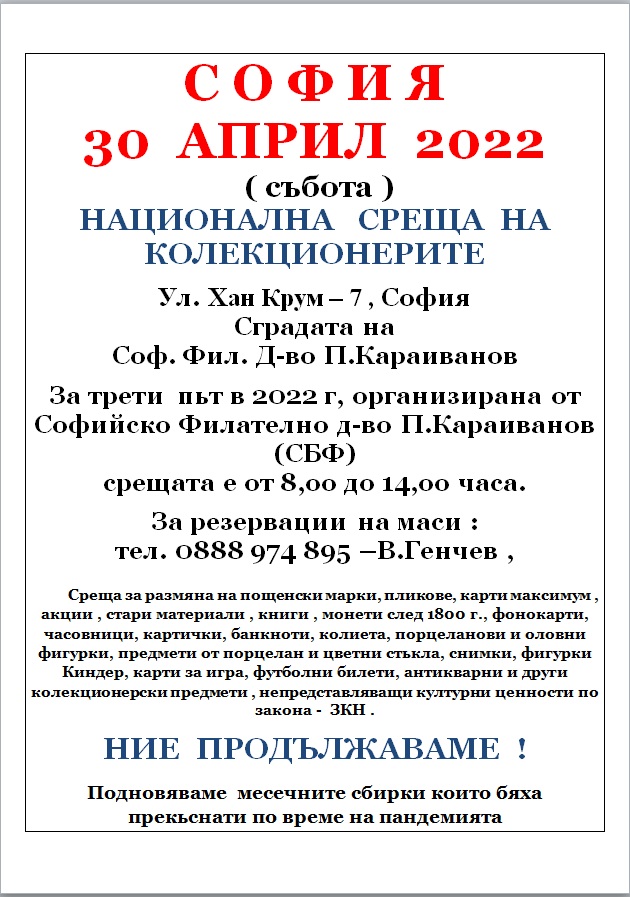 С О Ф И Я
30 АПРИЛ 2022
( събота )
НАЦИОНАЛНА СРЕЩА НА
КОЛЕКЦИОНЕРИТЕ
Ул. Хан Крум – 7 , София
Сградата на
Соф. Фил. Д-во П.Караиванов
За трети пьт в 2022 г, организирана от
Софийско Филателно д-во П.Караиванов
(СБФ)
срещата е от 8,00 до 14,00 часа.
За резервации на маси :
тел. 0888 974 895 –В.Генчев ,
Среща за размяна на пощенски марки, пликове, карти максимум ,
акции , стари материали , книги , монети след 1800 г., фонокарти,
часовници, картички, банкноти, колиета, порцеланови и оловни
фигурки, предмети от порцелан и цветни стъкла, снимки, фигурки
Киндер, карти за игра, футболни билети, антикварни и други
колекционерски предмети , непредставляващи културни ценности по
закона - ЗКН .
НИЕ ПРОДЪЛЖАВАМЕ !
Подновяваме месечните сбирки които бяха
прекьснати по време на пандемията